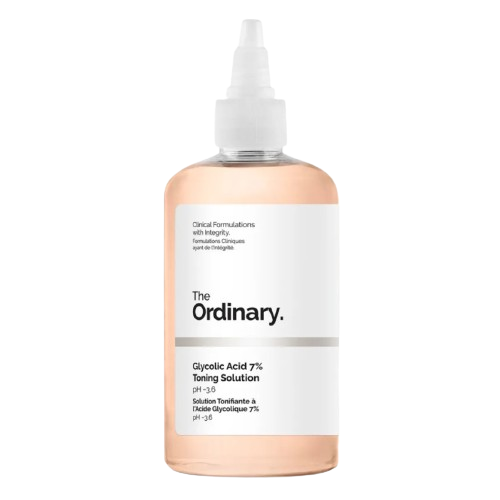 Clinical Formulations
with Integrity.
Formulations Cliniques
ayant de l'intégrité.
The
Ordinary.
Glycolic Acid 7%
Toning Solution
pH ~3.6
Solution Tonifiante à
l'Acide Glycolique 7%
pH ~3.6